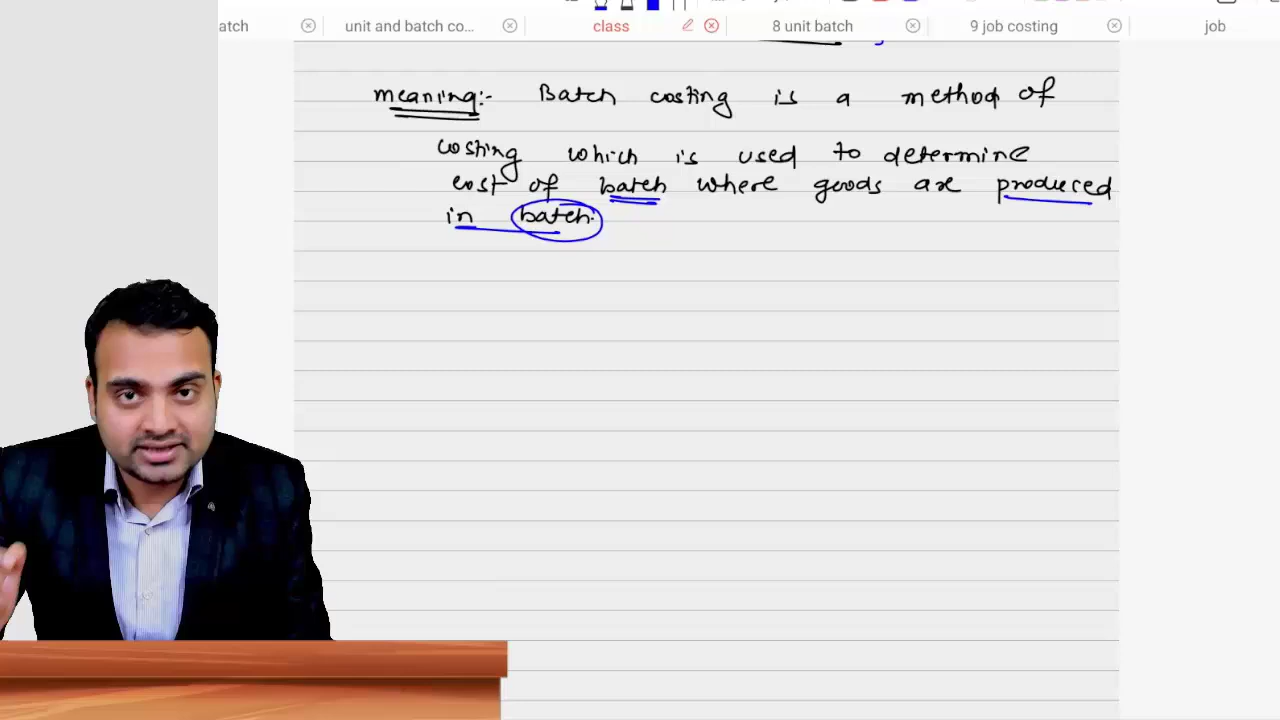 atch unit and batch co... class 8 unit batch 9 job costing job
meaning:- Batch costing is a method of
costing which is used to determine
cost of batch where goods are produced
in batch.